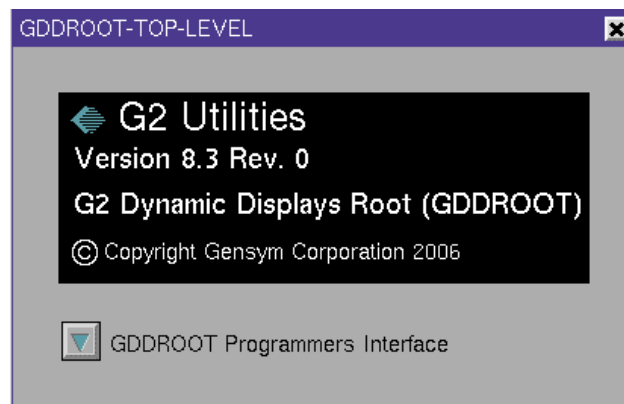 GDDROOT-TOP-LEVEL
G2 Utilities
Version 8.3 Rev. 0
G2 Dynamic Displays Root (GDDROOT)
© Copyright Gensym Corporation 2006
GDDROOT Programmers Interface